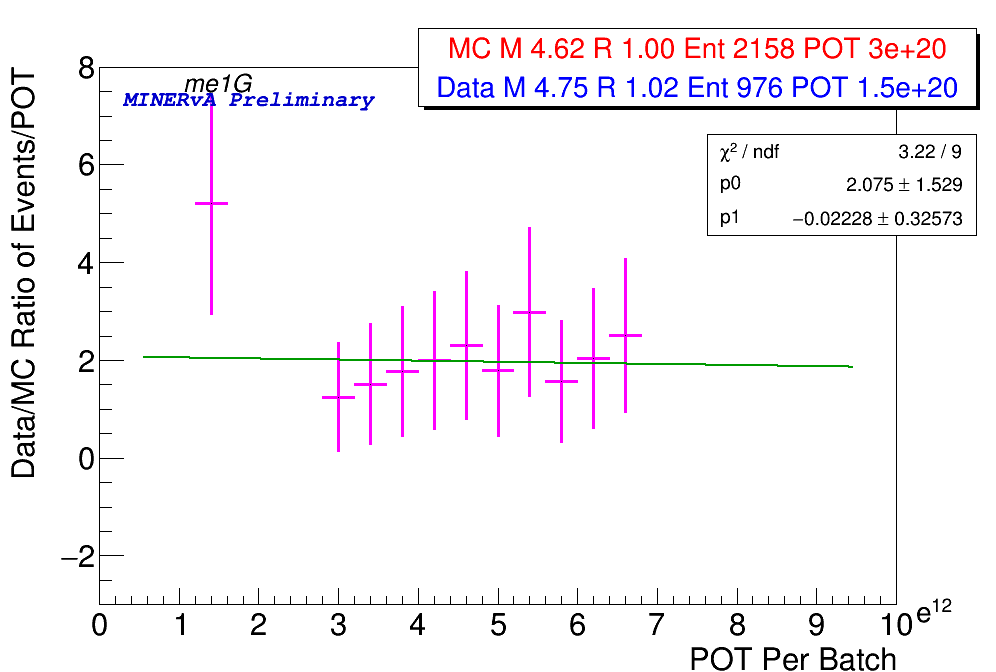 MC M 4.62 R 1.00 Ent 2158 POT 3e+20
Data M 4.75 R 1.02 Ent 976 POT 1.5e+20
me1G
MINERvA Preliminary
χ² / ndf 3.22 / 9
p0 2.075 ± 1.529
p1 −0.02228 ± 0.32573
Data/MC Ratio of Events/POT
8
6
4
2
0
−2
0 1 2 3 4 5 6 7 8 9 10 e12
POT Per Batch